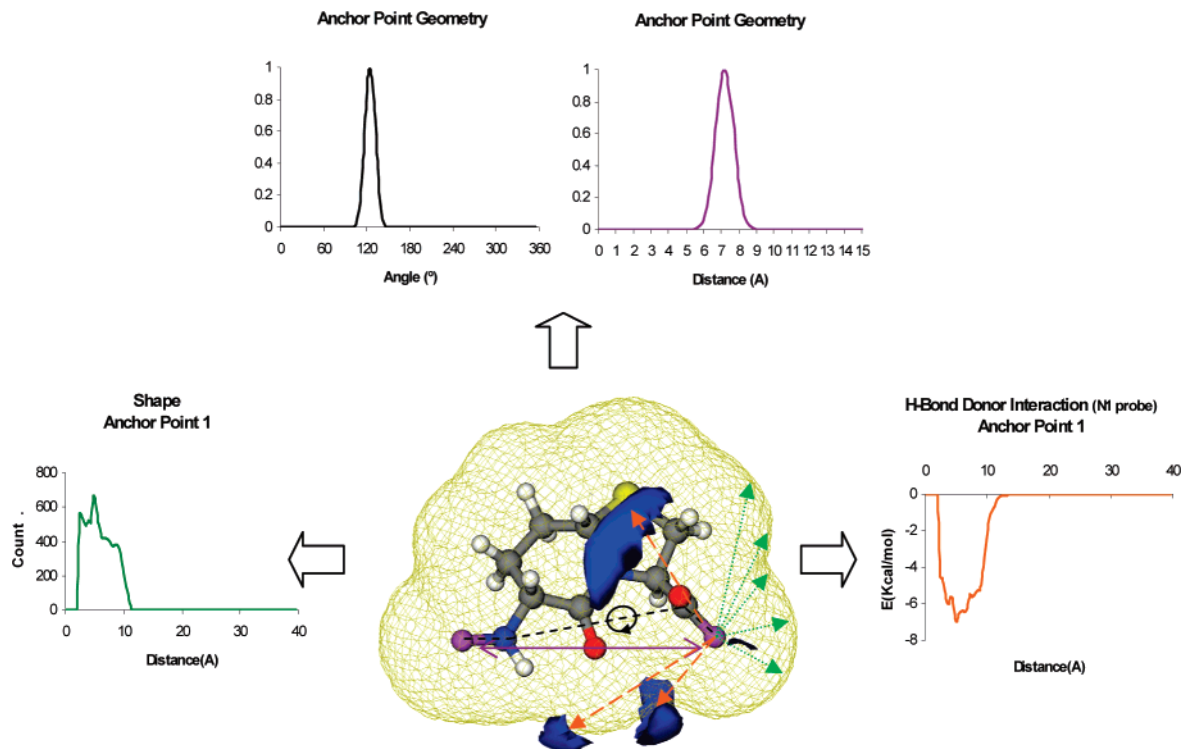 Anchor Point Geometry
Anchor Point Geometry
1
0.8
0.6
0.4
0.2
0
0 60 120 180 240 300 360
Angle (º)
1
0.8
0.6
0.4
0.2
0
0 1 2 3 4 5 6 7 8 9 10 11 12 13 14 15
Distance (A)
Shape
Anchor Point 1
800
600
400
200
0
Count .
0 10 20 30 40
Distance(A)
H-Bond Donor Interaction (N1 probe)
Anchor Point 1
0 10 20 30 40
0
-2
-4
-6
-8
E(Kcal/mol)
Distance(A)